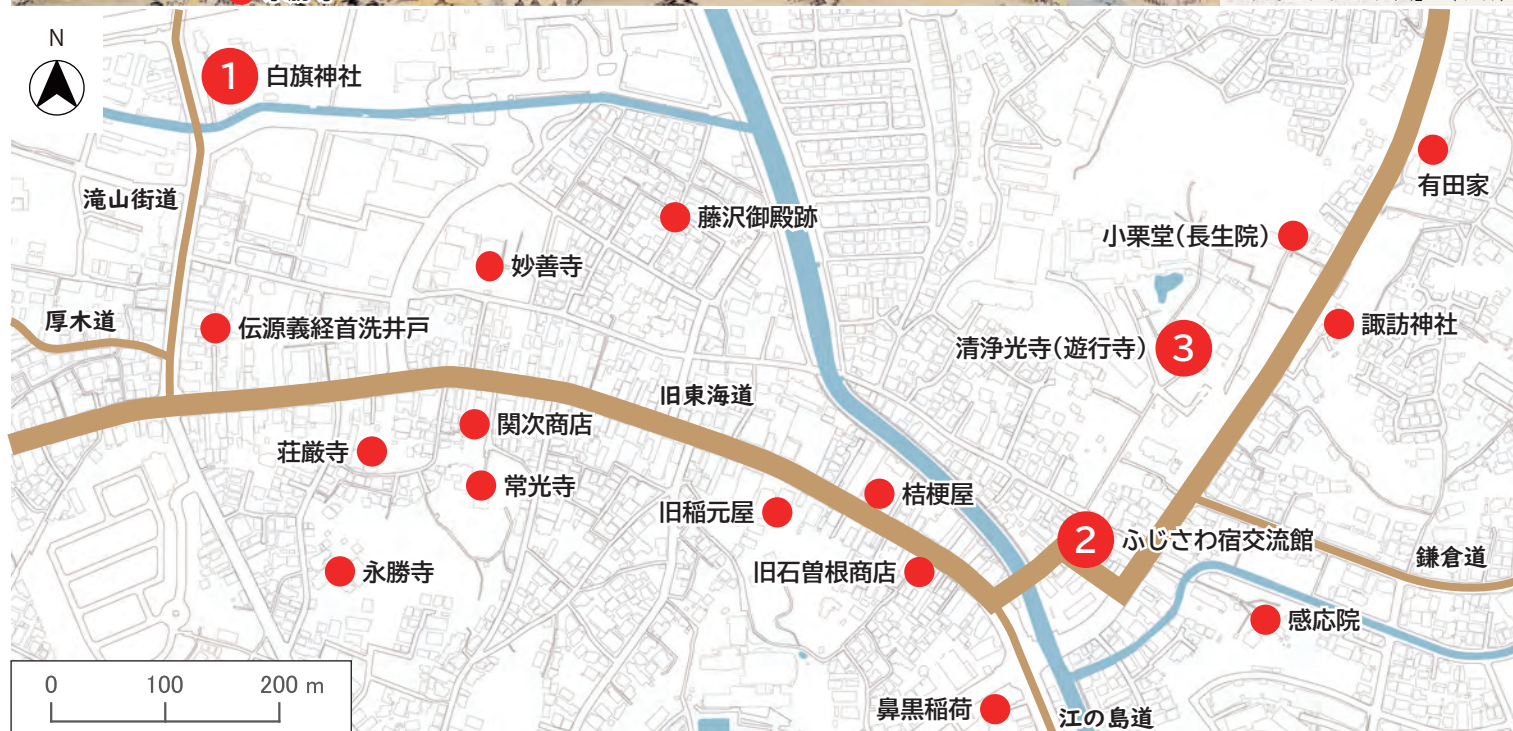 N
1 白旗神社
滝山街道
藤沢御殿跡
有田家
小栗堂(長生院)
妙善寺
厚木道
伝源義経首洗井戸
諏訪神社
清浄光寺(遊行寺) 3
旧東海道
関次商店
荘厳寺
常光寺
桔梗屋
旧稲元屋
2 ふじさわ宿交流館
鎌倉道
永勝寺
旧石曽根商店
感応院
0 100 200 m
鼻黒稲荷
江の島道